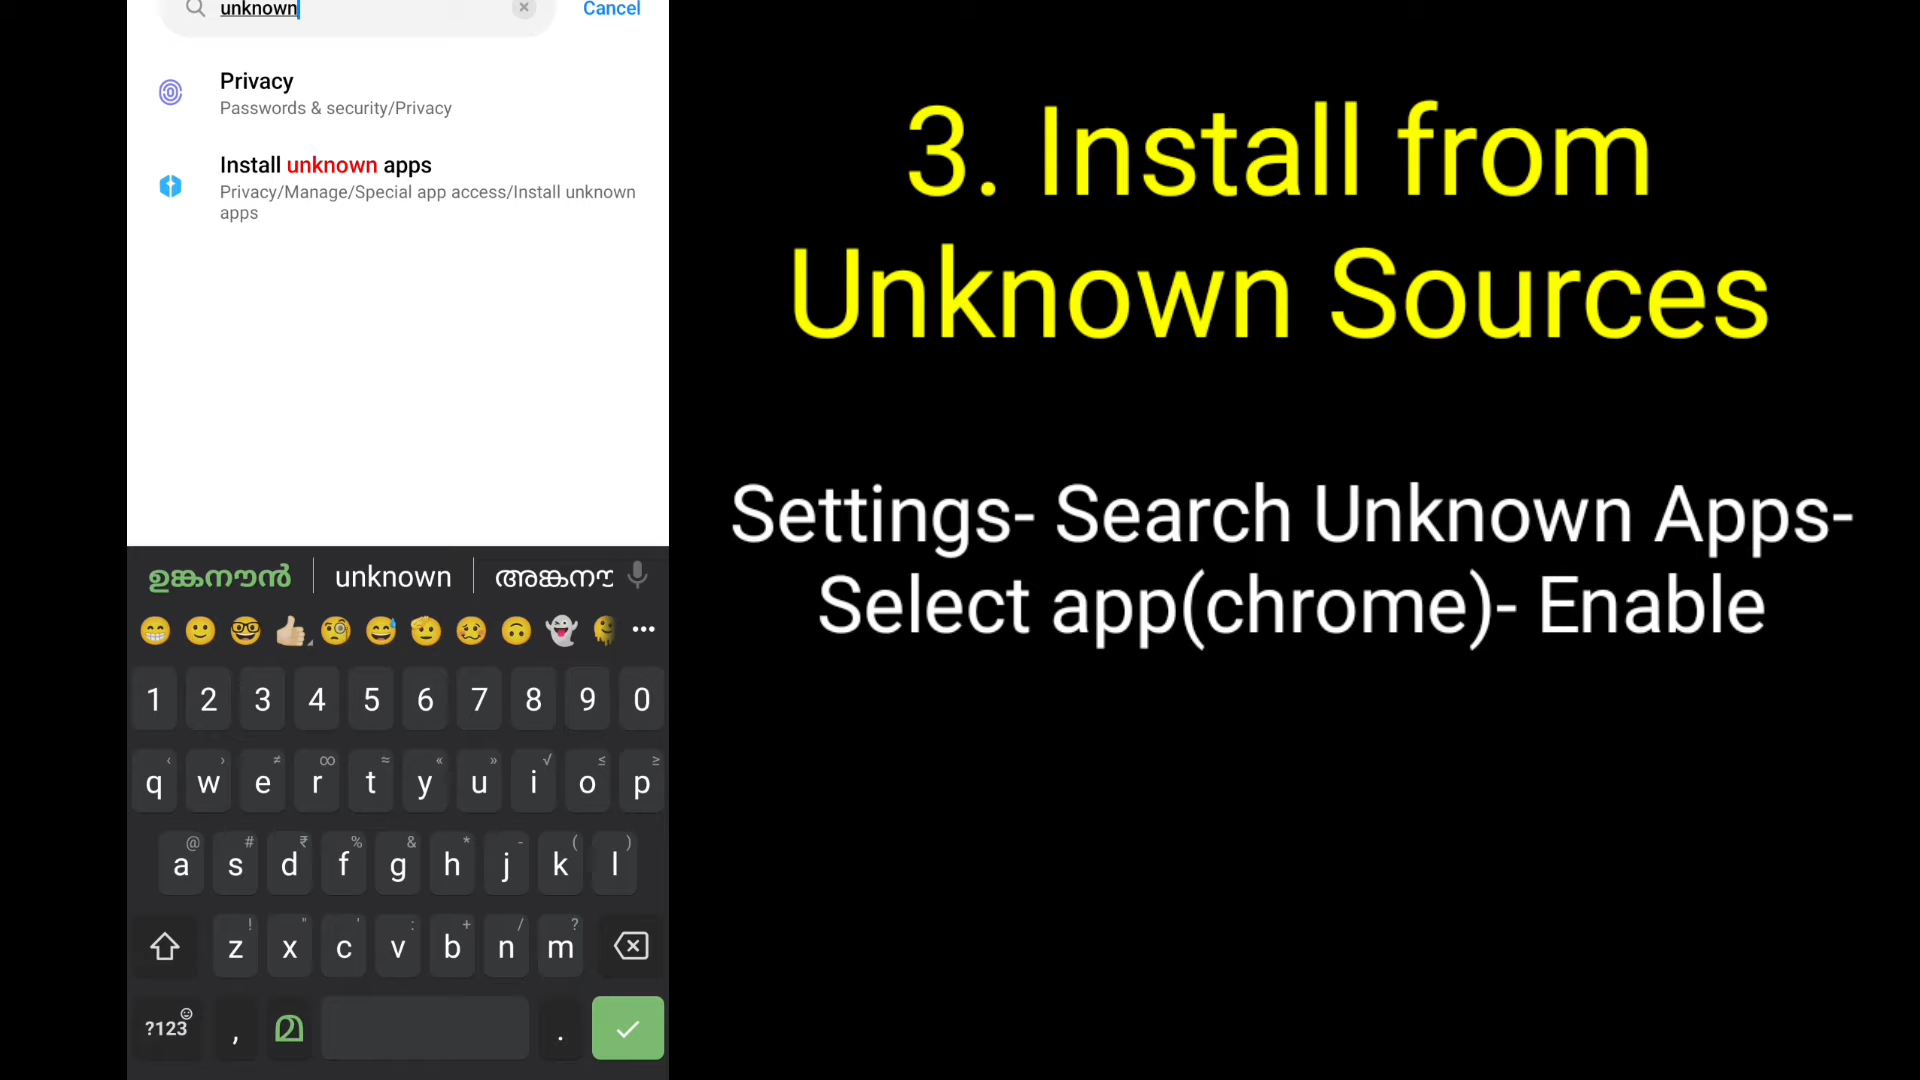 unknown
Cancel
Privacy
Passwords & security/Privacy
Install unknown apps
Privacy/Manage/Special app access/Install unknown
apps
3. Install from
Unknown Sources
Settings- Search Unknown Apps-
Select app(chrome)- Enable
ഉങ്കനൗൻ unknown
1 2 3 4 5 6 7 8 9 0
‹ › ≠ ∞ ≈ « » √ ≤ ≥
q w e r t y u i o p
@ # ₹ % & * - ( )
a s d f g h j k l
! " ' : + / ?
z x c v b n m
?123 , മ .